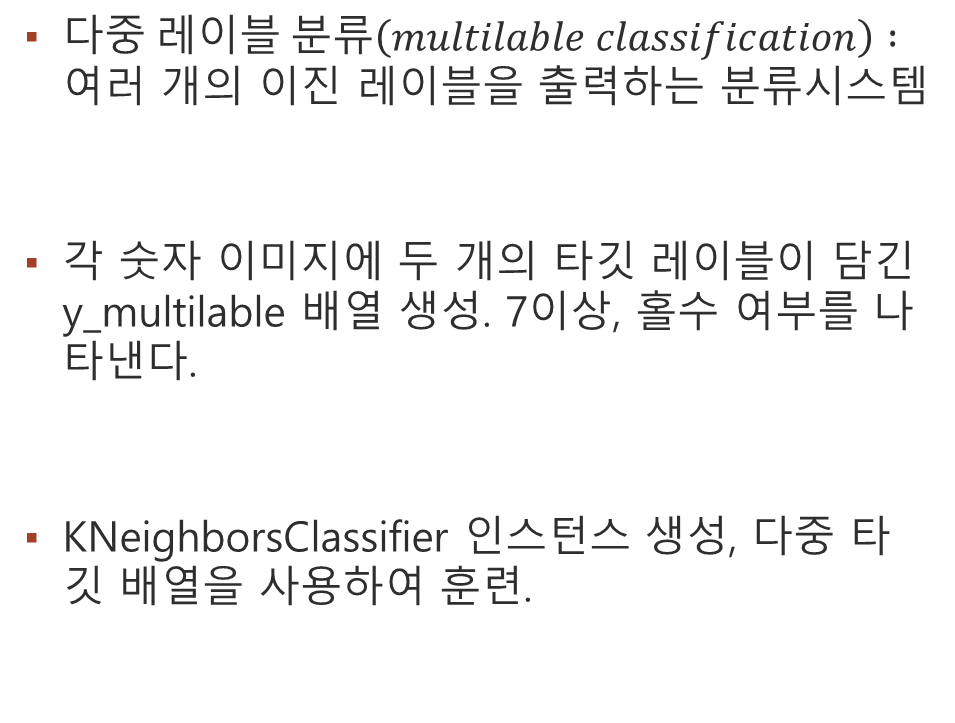 ▪ 다중 레이블 분류(multilable classification) :
여러 개의 이진 레이블을 출력하는 분류시스템
▪ 각 숫자 이미지에 두 개의 타깃 레이블이 담긴
y_multilable 배열 생성. 7이상, 홀수 여부를 나
타낸다.
▪ KNeighborsClassifier 인스턴스 생성, 다중 타
깃 배열을 사용하여 훈련.